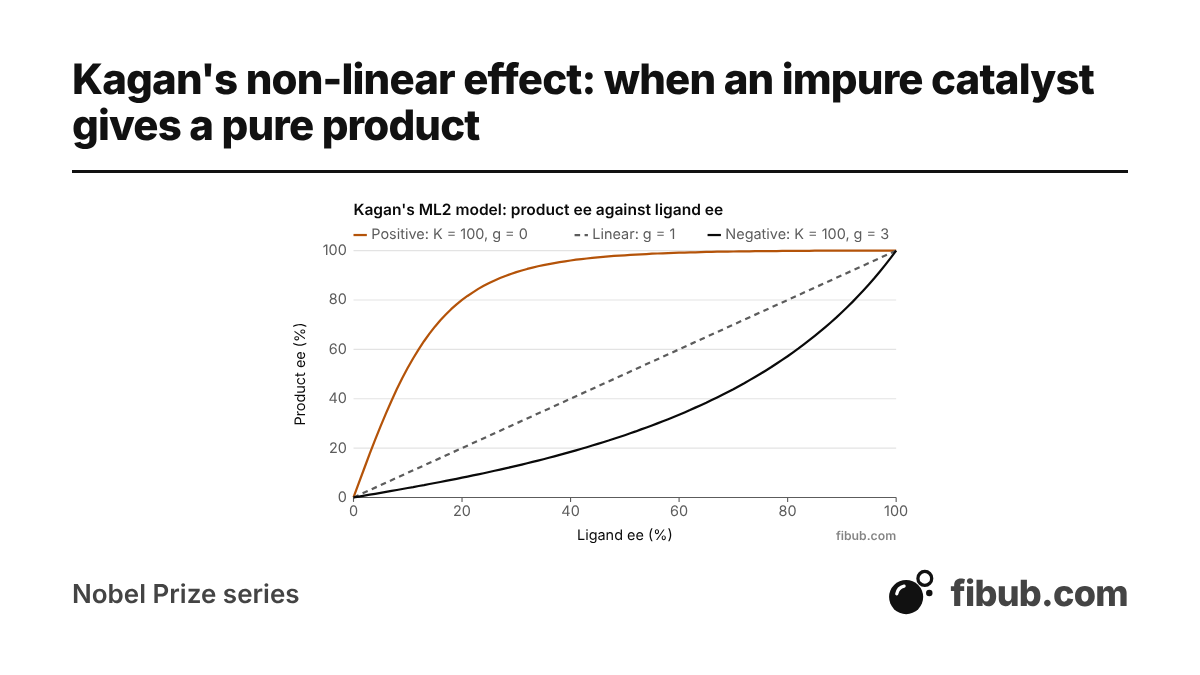 Kagan's non-linear effect: when an impure catalyst
gives a pure product
Kagan's ML2 model: product ee against ligand ee
Positive: K = 100, g = 0
Linear: g = 1
Negative: K = 100, g = 3
100
80
60
40
20
0
Product ee (%)
0
20
40
60
80
100
Ligand ee (%)
fibub.com
Nobel Prize series
fibub.com